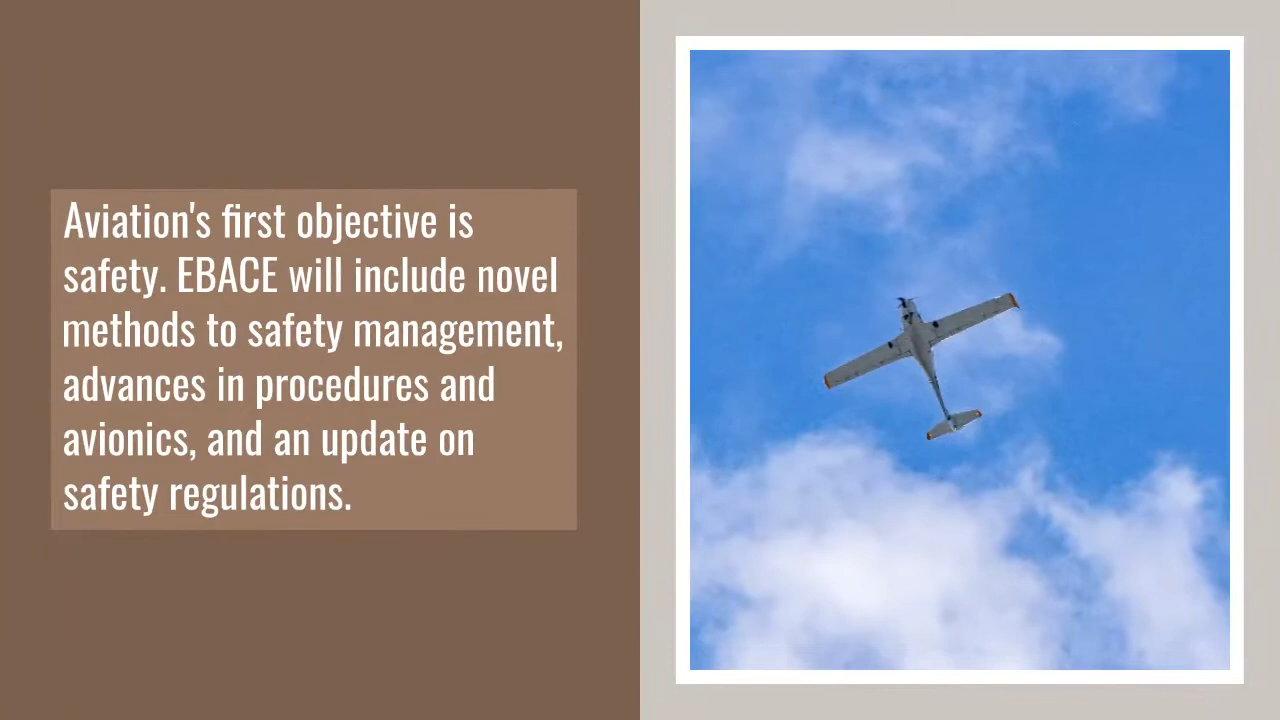 Aviation's first objective is
safety. EBACE will include novel
methods to safety management,
advances in procedures and
avionics, and an update on
safety regulations.